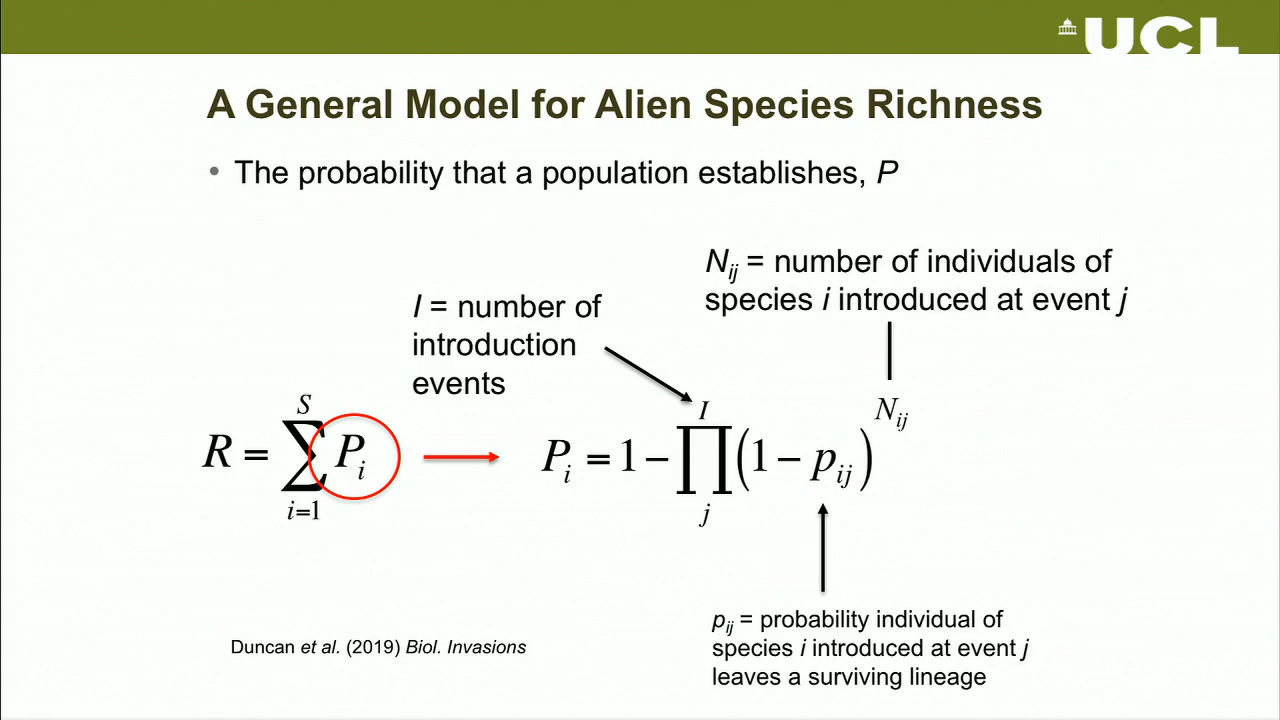 UCL
A General Model for Alien Species Richness
• The probability that a population establishes, P
N_ij = number of individuals of
species i introduced at event j
I = number of
introduction
events
R = ∑_{i=1}^{S} P_i
P_i = 1 − ∏_{j}^{I} (1 − p_ij)^{N_ij}
p_ij = probability individual of
species i introduced at event j
leaves a surviving lineage
Duncan et al. (2019) Biol. Invasions